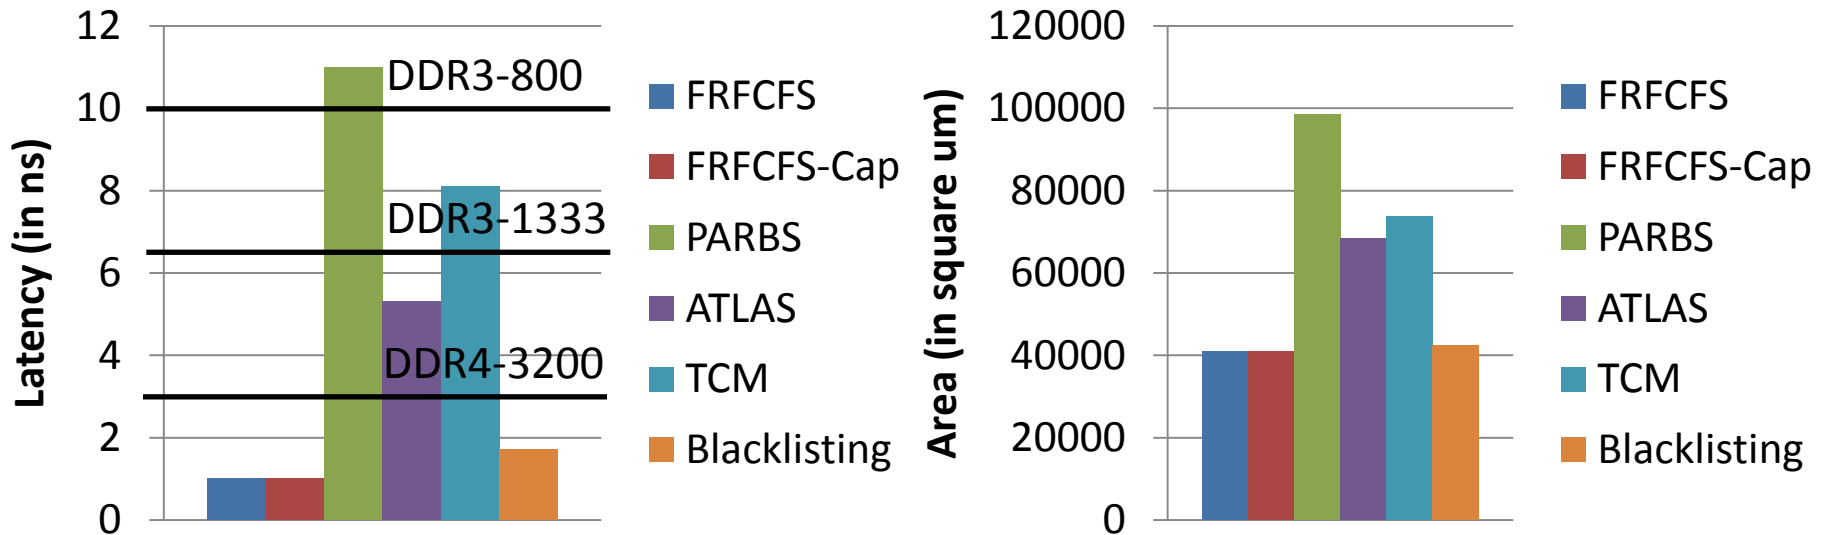 Latency (in ns)
12
10
8
6
4
2
0
DDR3-800
DDR3-1333
DDR4-3200
FRFCFS
FRFCFS-Cap
PARBS
ATLAS
TCM
Blacklisting
Area (in square um)
120000
100000
80000
60000
40000
20000
0
FRFCFS
FRFCFS-Cap
PARBS
ATLAS
TCM
Blacklisting